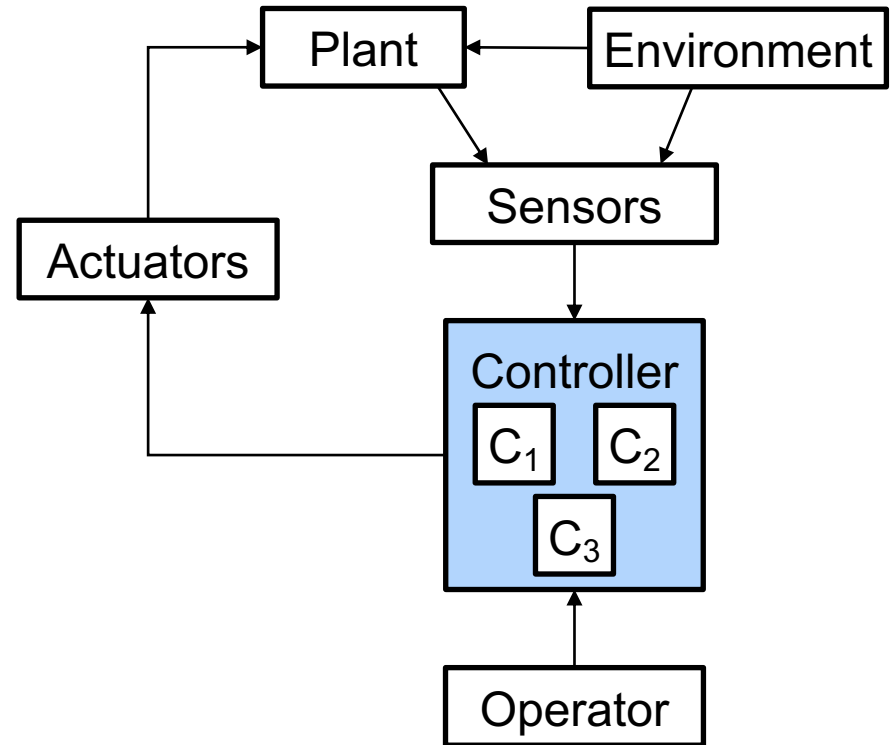 Plant
Environment
Sensors
Actuators
Controller
C₁
C₂
C₃
Operator